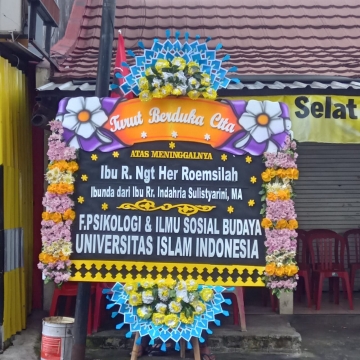 Turut Berduka Cita
ATAS MENINGGALNYA
Ibu R. Ngt Her Roemsilah
Ibunda dari Ibu Rr. Indahria Sulistyarini, MA
F.PSIKOLOGI & ILMU SOSIAL BUDAYA
UNIVERSITAS ISLAM INDONESIA
Selat